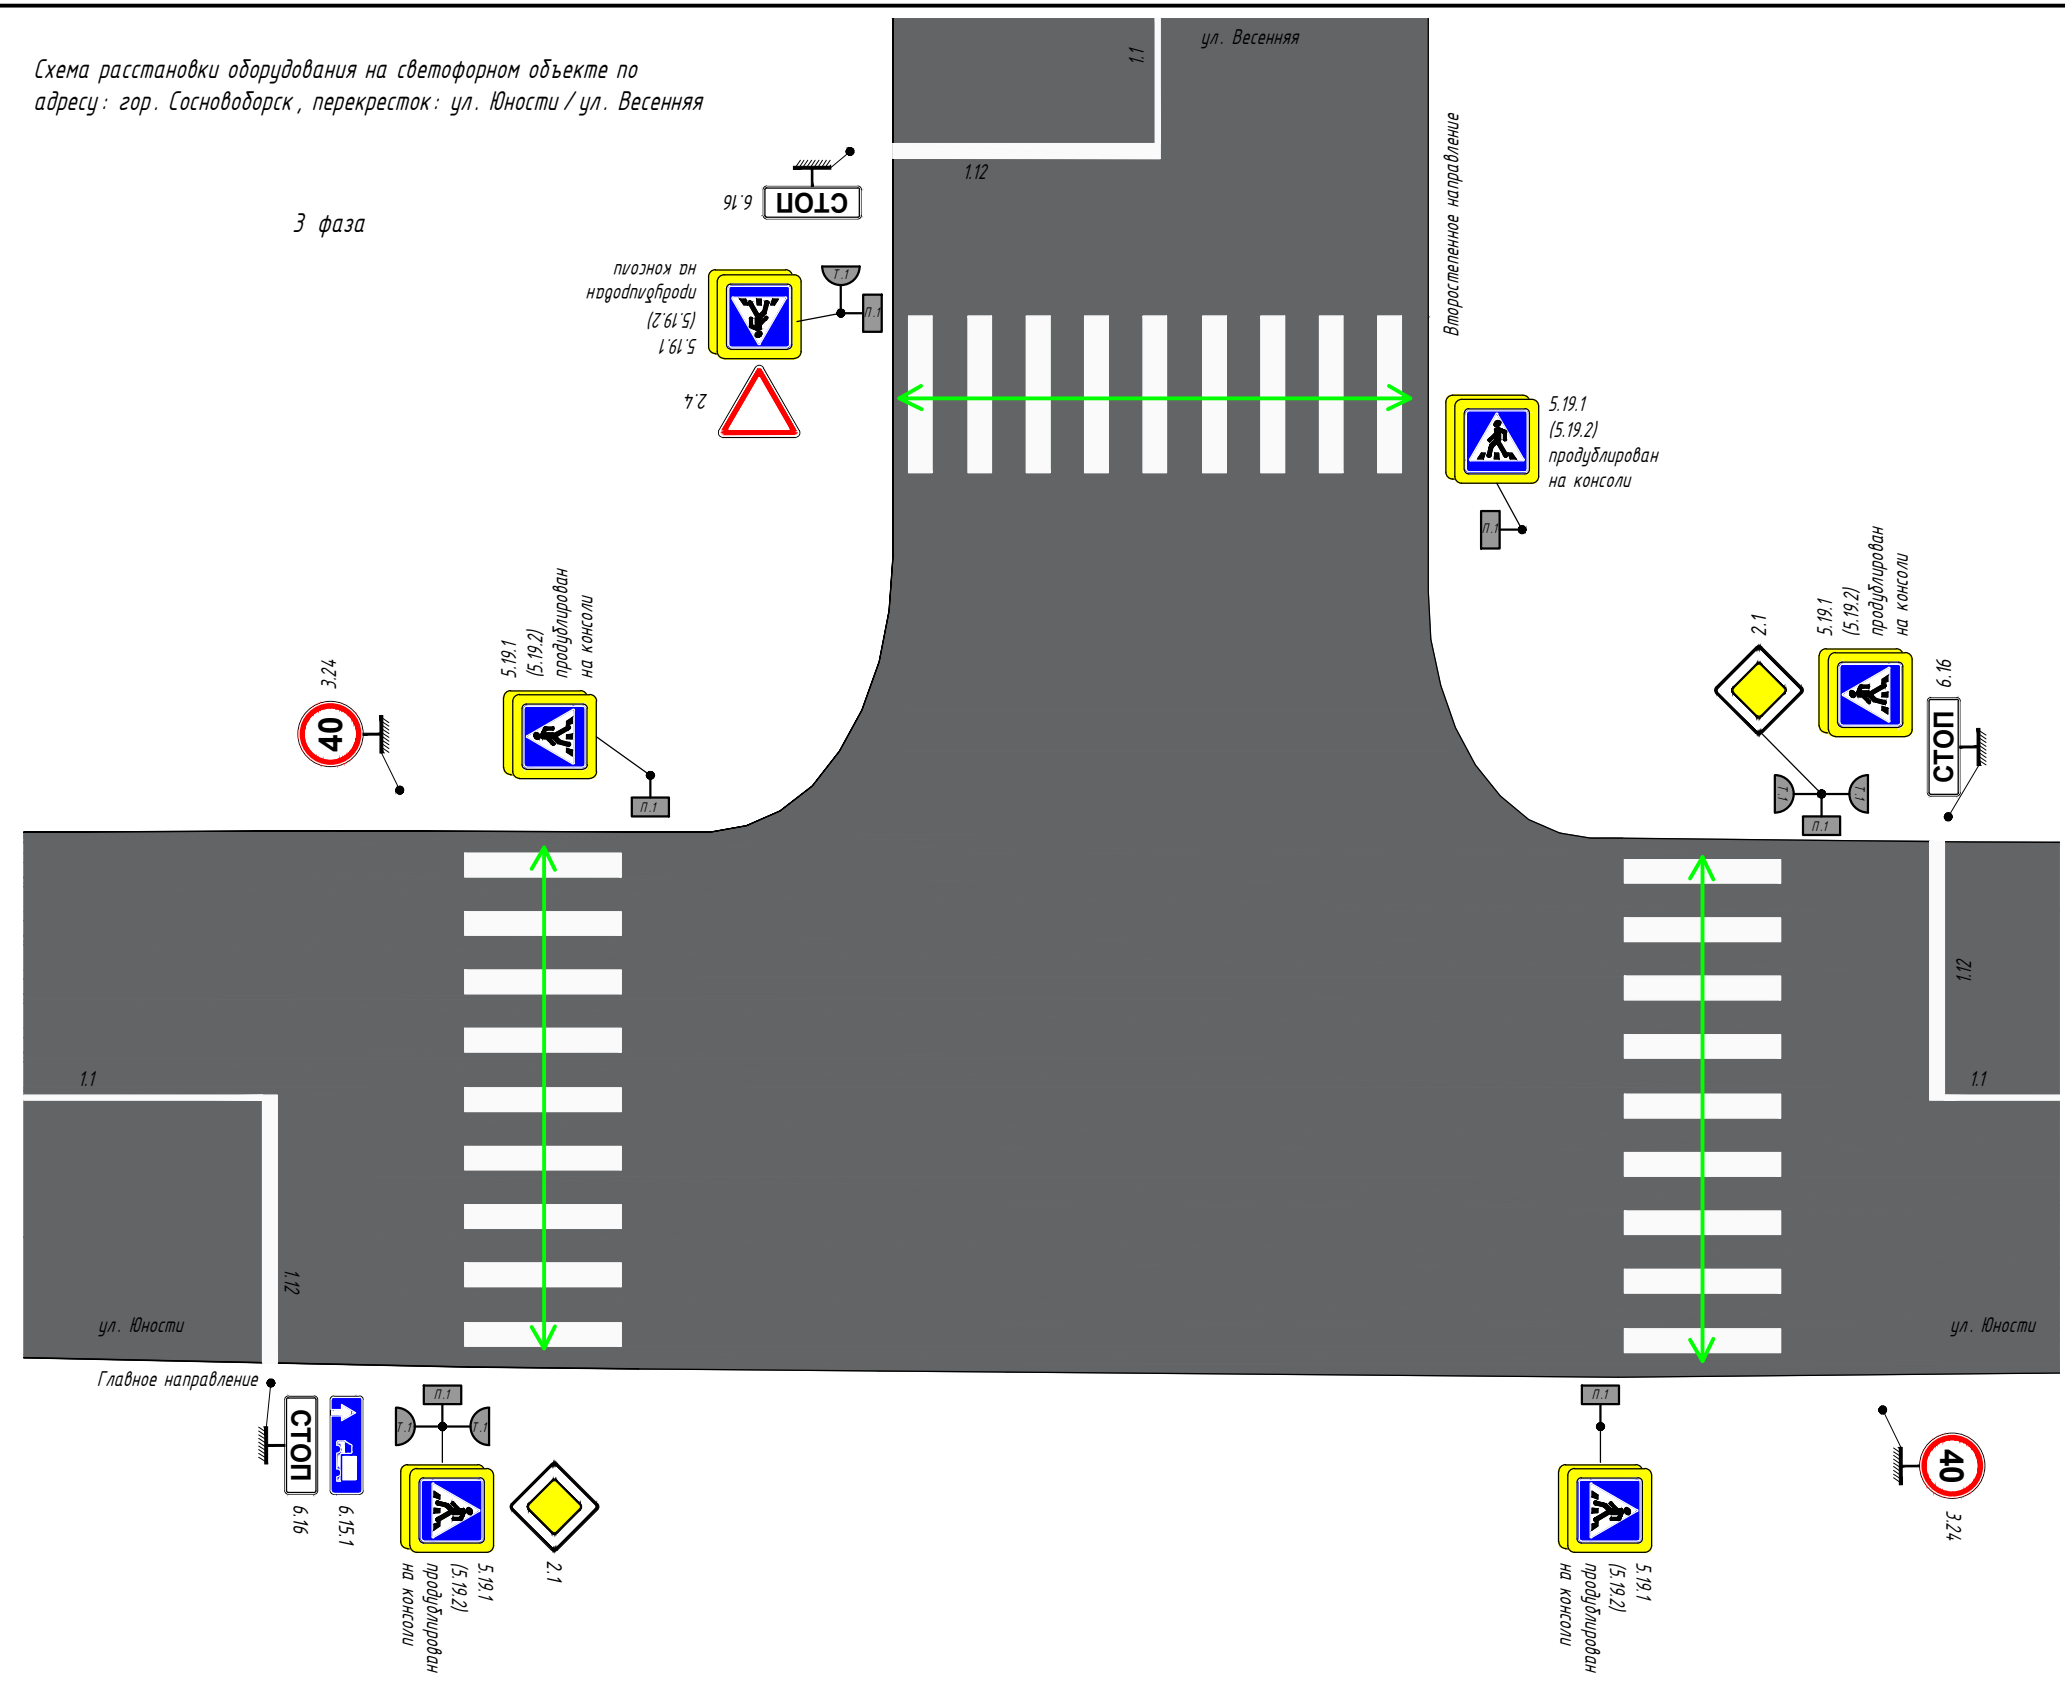 Схема расстановки оборудования на светофорном объекте по
адресу: гор. Сосновоборск, перекресток: ул. Юности / ул. Весенняя
3 фаза
1.1
ул. Весенняя
Второстепенное направление
1.12
6.16
СТОП
5.19.1
(5.19.2)
продублирован
на консоли
Т.1
П.1
2.4
5.19.1
(5.19.2)
продублирован
на консоли
П.1
3.24
40
5.19.1
(5.19.2)
продублирован
на консоли
П.1
2.1
5.19.1
(5.19.2)
продублирован
на консоли
6.16
СТОП
Т.1
Т.1
П.1
1.12
1.1
1.1
1.12
ул. Юности
ул. Юности
Главное направление
СТОП
6.16
6.15.1
П.1
Т.1
Т.1
5.19.1
(5.19.2)
продублирован
на консоли
2.1
П.1
5.19.1
(5.19.2)
продублирован
на консоли
40
3.24